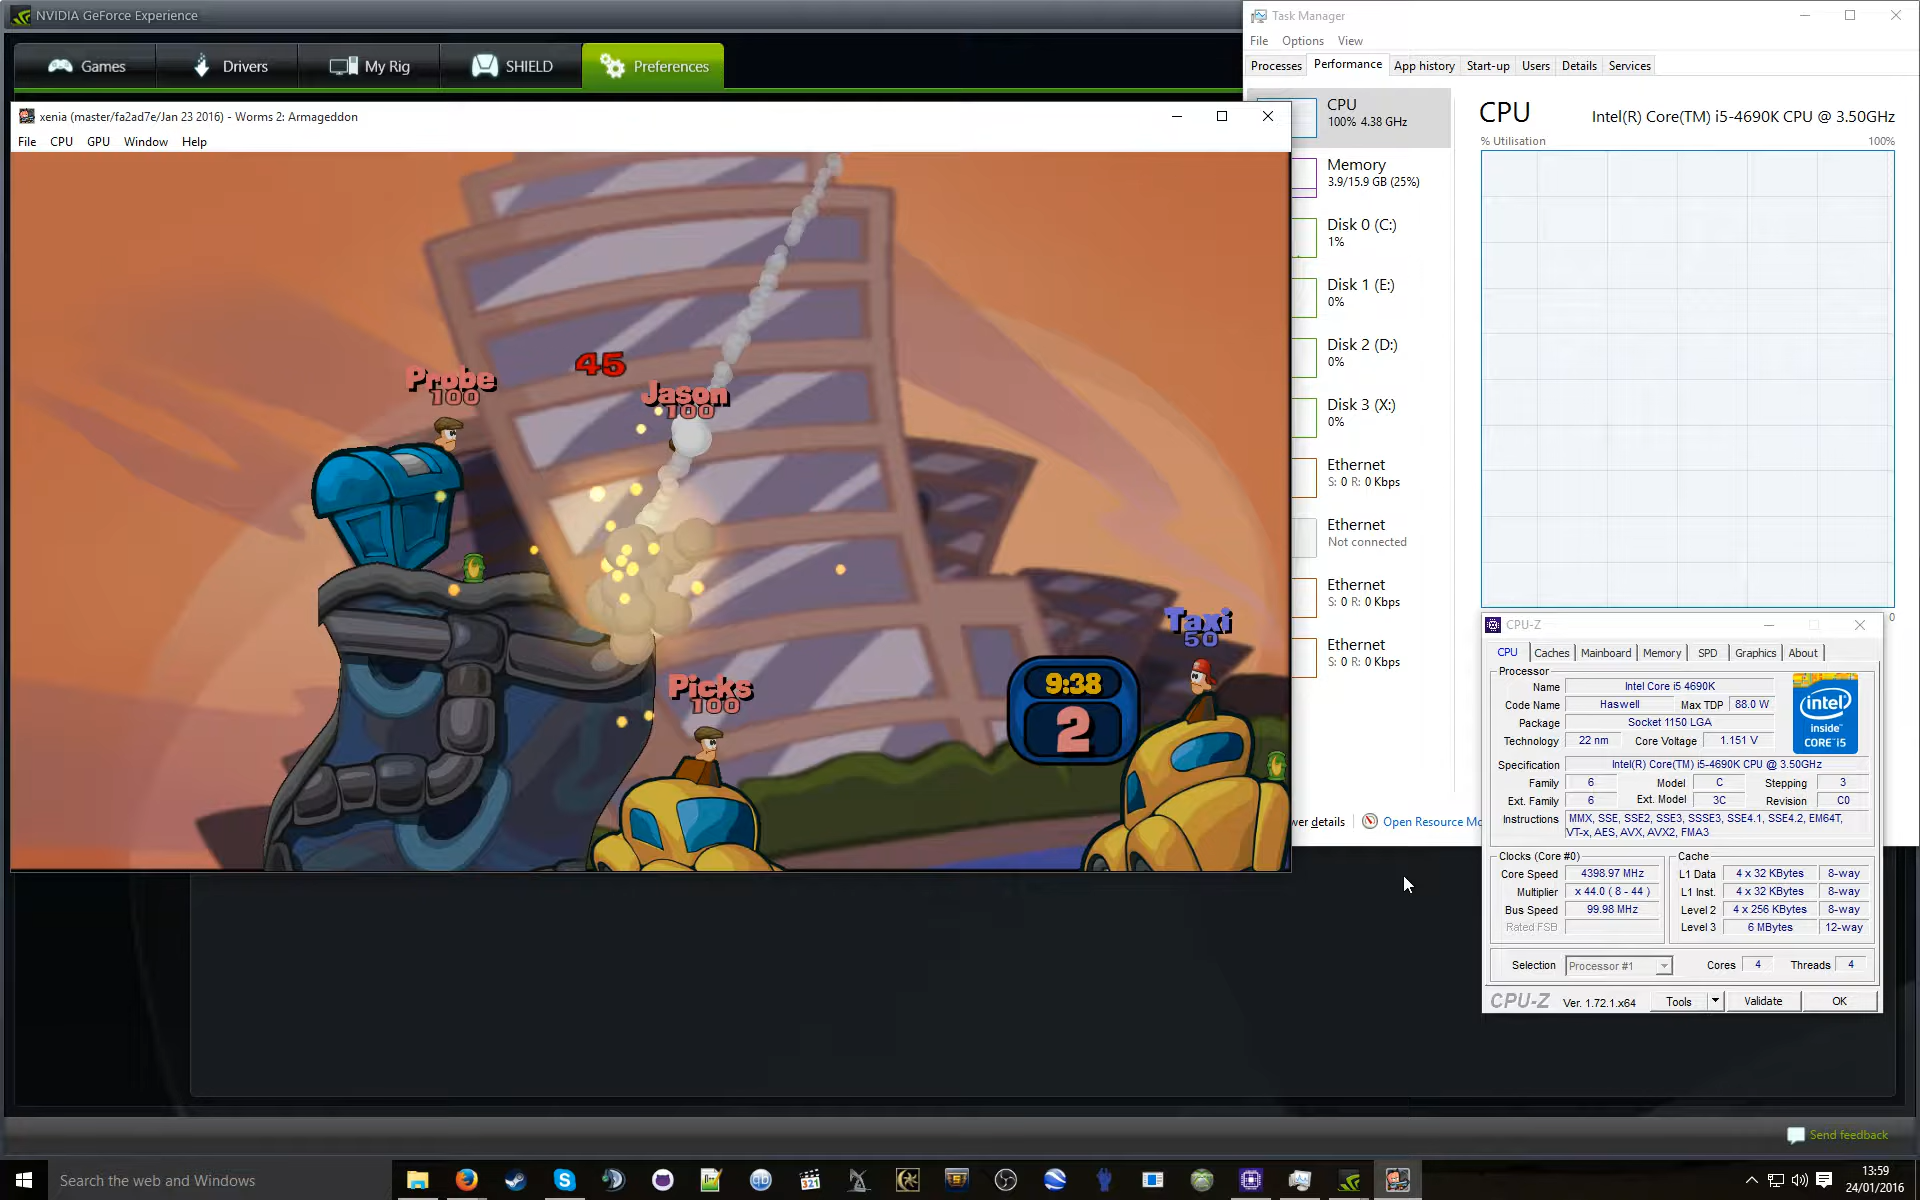 NVIDIA GeForce Experience
Games
Drivers
My Rig
SHIELD
Preferences
xenia (master/fa2ad7e/Jan 23 2016) - Worms 2: Armageddon
File CPU GPU Window Help
Probe
100
45
Jason
100
Picks
100
Taxi
50
9:38
2
Task Manager
File Options View
Processes Performance App history Start-up Users Details Services
CPU
100% 4.38 GHz
Memory
3.9/15.9 GB (25%)
Disk 0 (C:)
1%
Disk 1 (E:)
0%
Disk 2 (D:)
0%
Disk 3 (X:)
0%
Ethernet
S: 0 R: 0 Kbps
Ethernet
Not connected
Ethernet
S: 0 R: 0 Kbps
Ethernet
S: 0 R: 0 Kbps
CPU Intel(R) Core(TM) i5-4690K CPU @ 3.50GHz
% Utilisation 100%
0
wer details Open Resource Mo
CPU-Z
CPU Caches Mainboard Memory SPD Graphics About
Processor
Name Intel Core i5 4690K
Code Name Haswell Max TDP 88.0 W
Package Socket 1150 LGA
Technology 22 nm Core Voltage 1.151 V
intel
inside™
CORE™ i5
Specification Intel(R) Core(TM) i5-4690K CPU @ 3.50GHz
Family 6 Model C Stepping 3
Ext. Family 6 Ext. Model 3C Revision C0
Instructions MMX, SSE, SSE2, SSE3, SSSE3, SSE4.1, SSE4.2, EM64T,
VT-x, AES, AVX, AVX2, FMA3
Clocks (Core #0)
Core Speed 4398.97 MHz
Multiplier x 44.0 ( 8 - 44 )
Bus Speed 99.98 MHz
Rated FSB
Cache
L1 Data 4 x 32 KBytes 8-way
L1 Inst. 4 x 32 KBytes 8-way
Level 2 4 x 256 KBytes 8-way
Level 3 6 MBytes 12-way
Selection Processor #1 Cores 4 Threads 4
CPU-Z Ver. 1.72.1.x64 Tools Validate OK
Send feedback
Search the web and Windows
321
qb
13:59
24/01/2016